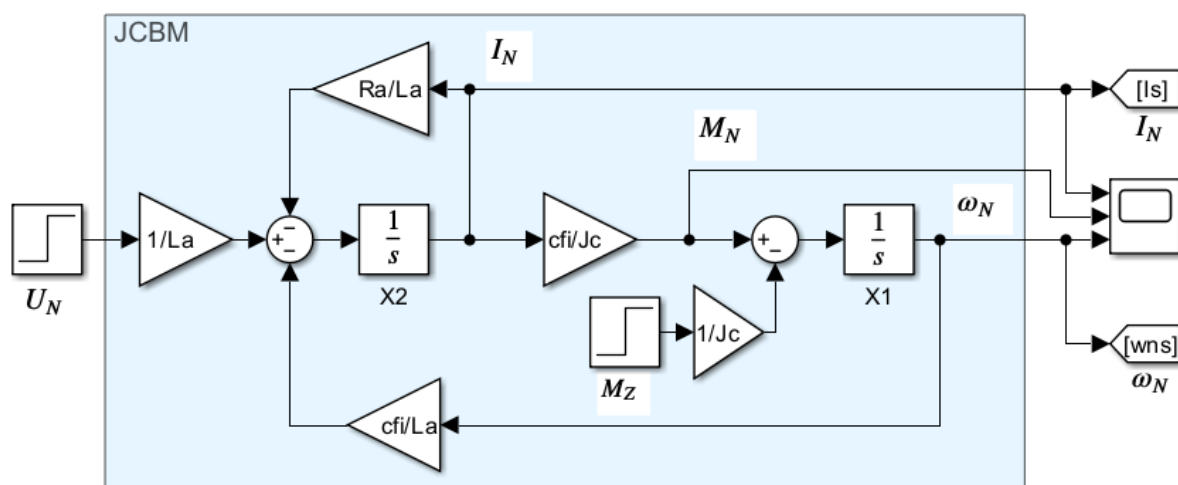 JCBM
I_N
Ra/La
[Is]
I_N
M_N
ω_N
1/La
+
−
−
1
s
cfi/Jc
+
−
1
s
U_N
X2
X1
1/Jc
M_Z
[wns]
ω_N
cfi/La